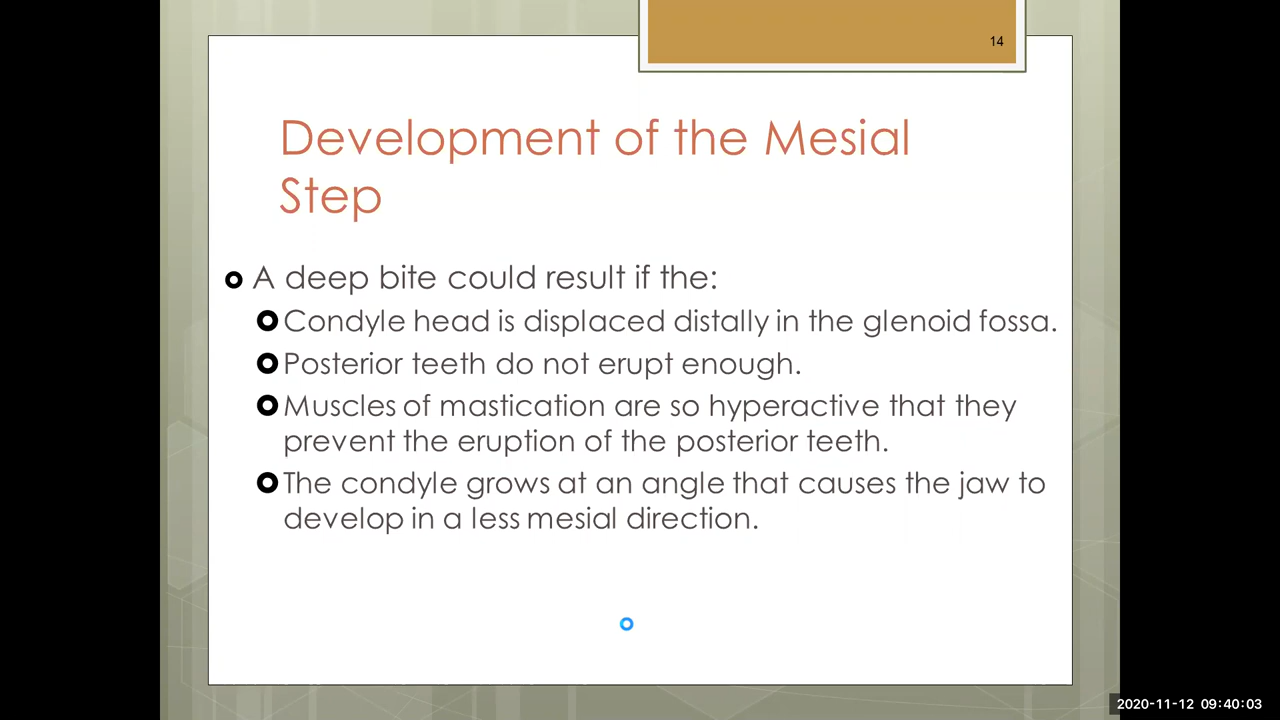 14
Development of the Mesial
Step
A deep bite could result if the:
Condyle head is displaced distally in the glenoid fossa.
Posterior teeth do not erupt enough.
Muscles of mastication are so hyperactive that they
prevent the eruption of the posterior teeth.
The condyle grows at an angle that causes the jaw to
develop in a less mesial direction.
2020-11-12 09:40:03